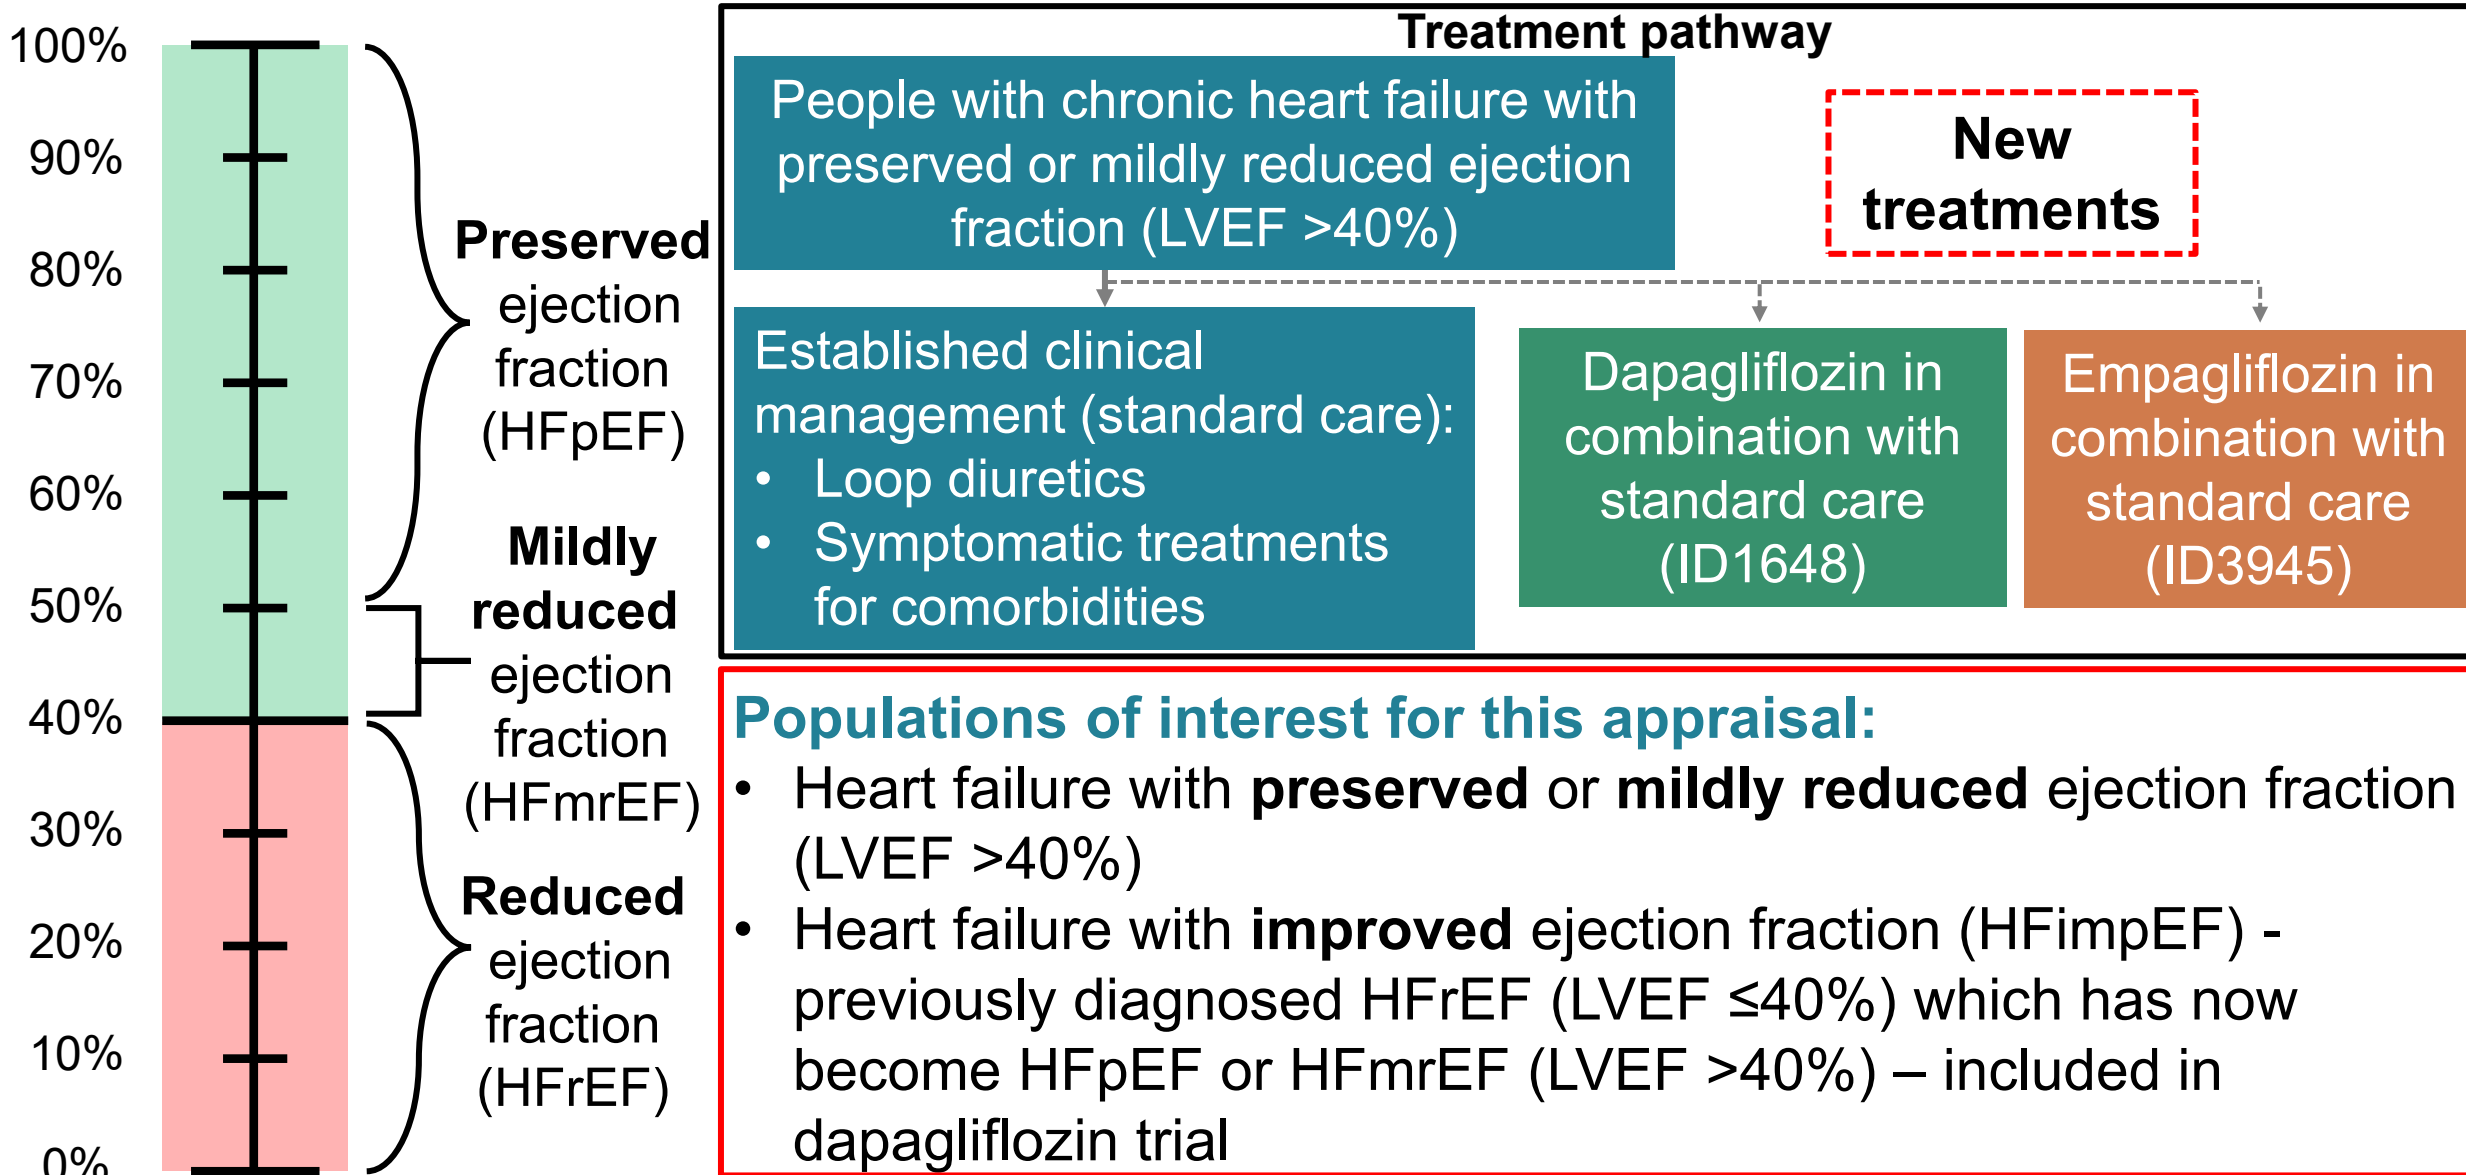 100%
90%
80%
70%
60%
50%
40%
30%
20%
10%
0%
Preserved
ejection
fraction
(HFpEF)
Mildly
reduced
ejection
fraction
(HFmrEF)
Reduced
ejection
fraction
(HFrEF)
Treatment pathway
People with chronic heart failure with
preserved or mildly reduced ejection
fraction (LVEF >40%)
New
treatments
Established clinical
management (standard care):
• Loop diuretics
• Symptomatic treatments
for comorbidities
Dapagliflozin in
combination with
standard care
(ID1648)
Empagliflozin in
combination with
standard care
(ID3945)
Populations of interest for this appraisal:
• Heart failure with preserved or mildly reduced ejection fraction
(LVEF >40%)
• Heart failure with improved ejection fraction (HFimpEF) -
previously diagnosed HFrEF (LVEF ≤40%) which has now
become HFpEF or HFmrEF (LVEF >40%) – included in
dapagliflozin trial